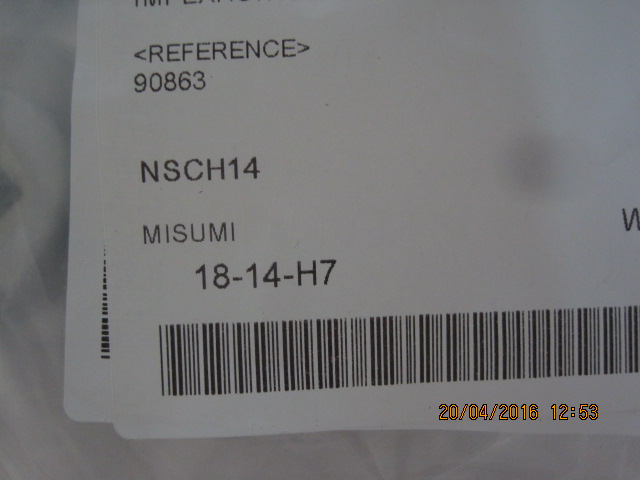 <REFERENCE>
90863
NSCH14
MISUMI
18-14-H7
20/04/2016 12:53